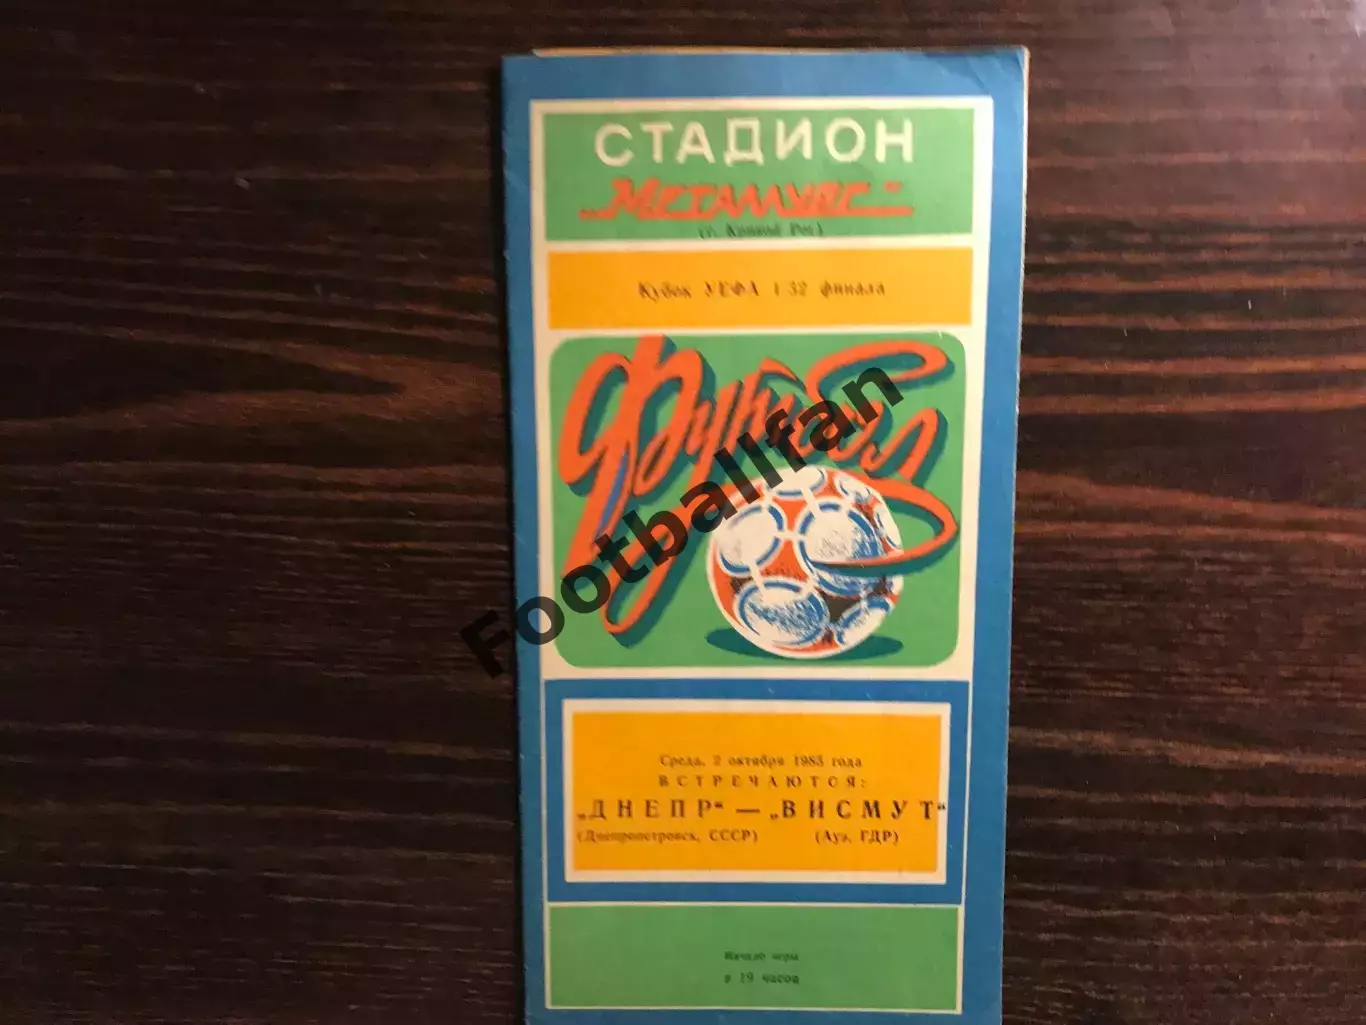 СТАДИОН
„Металлург"
(г. Кривой Рог)
Кубок УЕФА 1/32 финала
Футбол
Footballfan
Среда, 2 октября 1985 года
ВСТРЕЧАЮТСЯ:
„ДНЕПР" — „ВИСМУТ"
(Днепропетровск, СССР) (Ауэ, ГДР)
Начало игры
в 19 часов